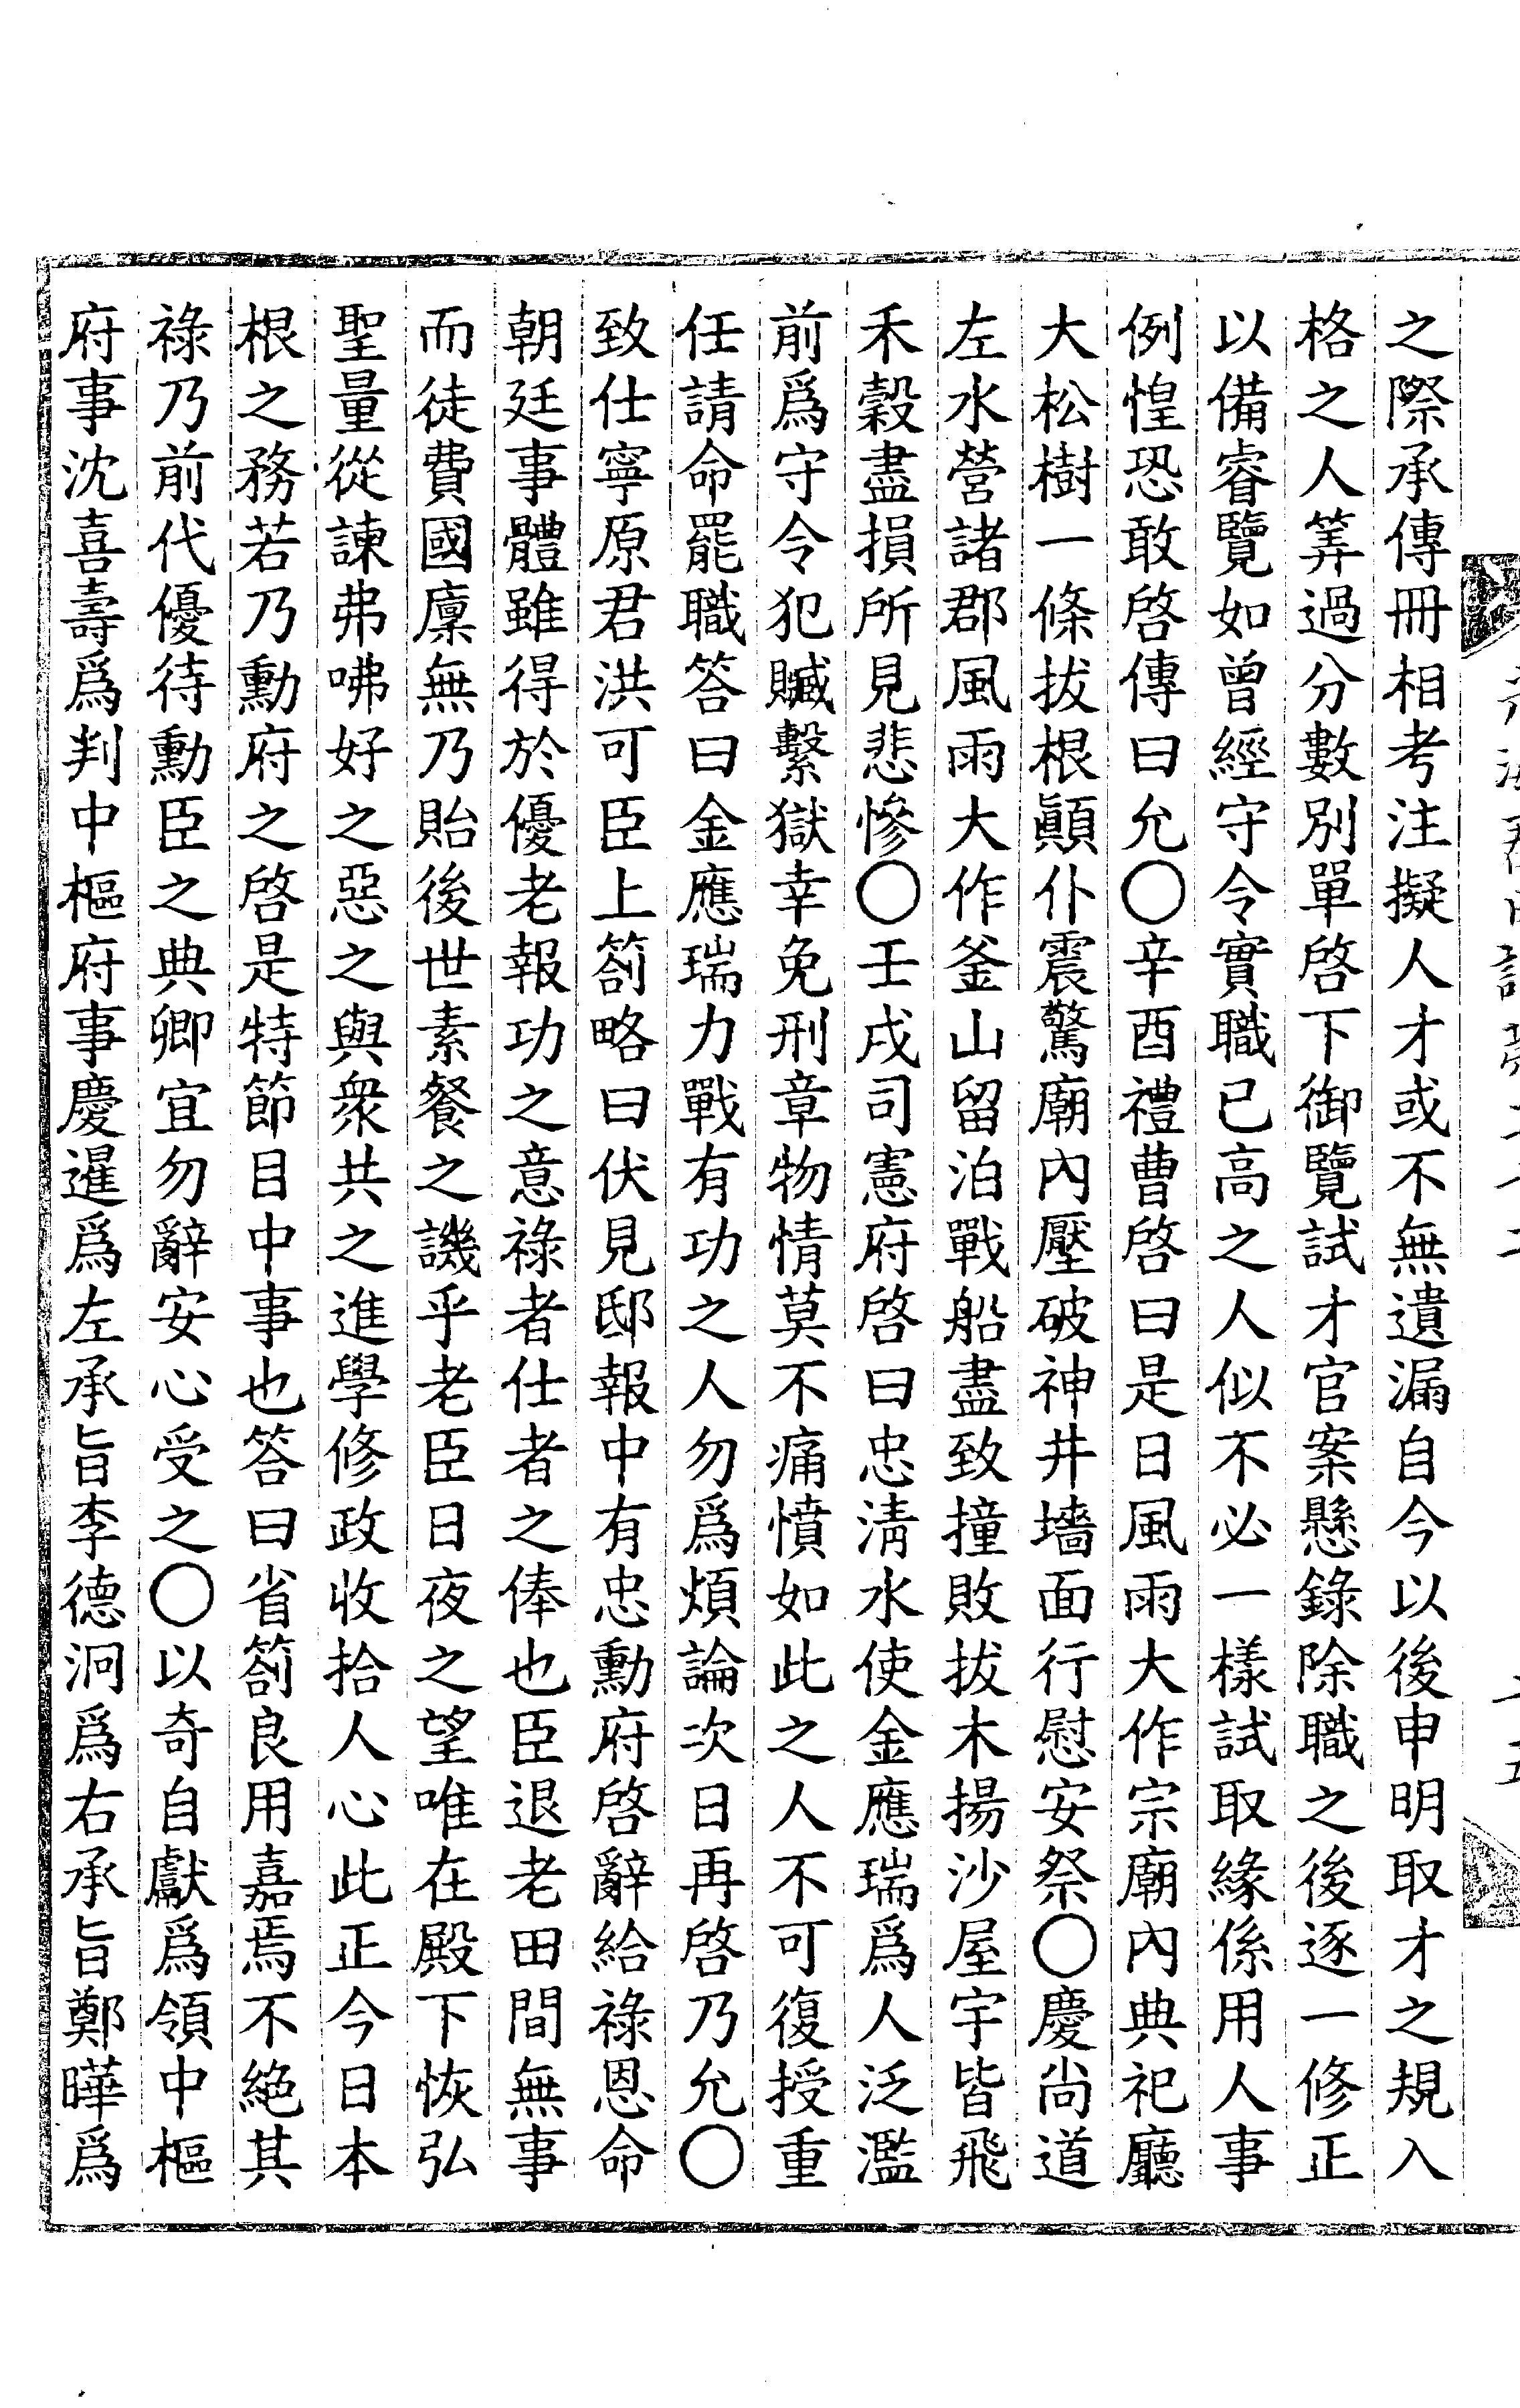 之際承傳冊相考注擬人才或不無遺漏自今以後申明取才之規入
格之人筭過分數別單啓下御覽試才官案懸錄除職之後逐一修正
以備睿覽如曾經守令實職已高之人似不必一樣試取緣係用人事
例惶恐敢啓傳曰允〇辛酉禮曹啓曰是日風雨大作宗廟內典祀廳
大松樹一條拔根顚仆震驚廟內壓破神井墻面行慰安祭〇慶尙道
左水營諸郡風雨大作釜山留泊戰船盡致撞敗拔木揚沙屋宇皆飛
禾穀盡損所見悲慘〇壬戌司憲府啓曰忠淸水使金應瑞爲人泛濫
前爲守令犯贓繫獄幸免刑章物情莫不痛憤如此之人不可復授重
任請命罷職答曰金應瑞力戰有功之人勿爲煩論次日再啓乃允〇
致仕寧原君洪可臣上箚略曰伏見邸報中有忠勳府啓辭給祿恩命
朝廷事體雖得於優老報功之意祿者仕者之俸也臣退老田間無事
而徒費國廩無乃貽後世素餐之譏乎老臣日夜之望唯在殿下恢弘
聖量從諫弗咈好之惡之與衆共之進學修政收拾人心此正今日本
根之務若乃勳府之啓是特節目中事也答曰省箚良用嘉焉不絕其
祿乃前代優待勳臣之典卿宜勿辭安心受之〇以奇自獻爲領中樞
府事沈喜壽爲判中樞府事慶暹爲左承旨李德泂爲右承旨鄭曄爲